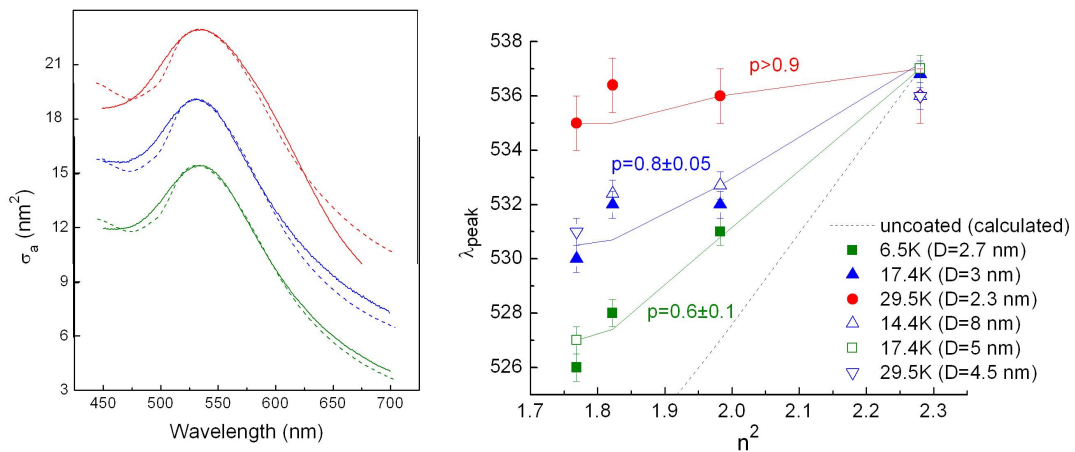 21
18
15
12
9
6
3
σa (nm²)
450 500 550 600 650 700
Wavelength (nm)
538
536
534
532
530
528
526
λpeak
p>0.9
p=0.8±0.05
p=0.6±0.1
uncoated (calculated)
6.5K (D=2.7 nm)
17.4K (D=3 nm)
29.5K (D=2.3 nm)
14.4K (D=8 nm)
17.4K (D=5 nm)
29.5K (D=4.5 nm)
1.7 1.8 1.9 2.0 2.1 2.2 2.3
n²